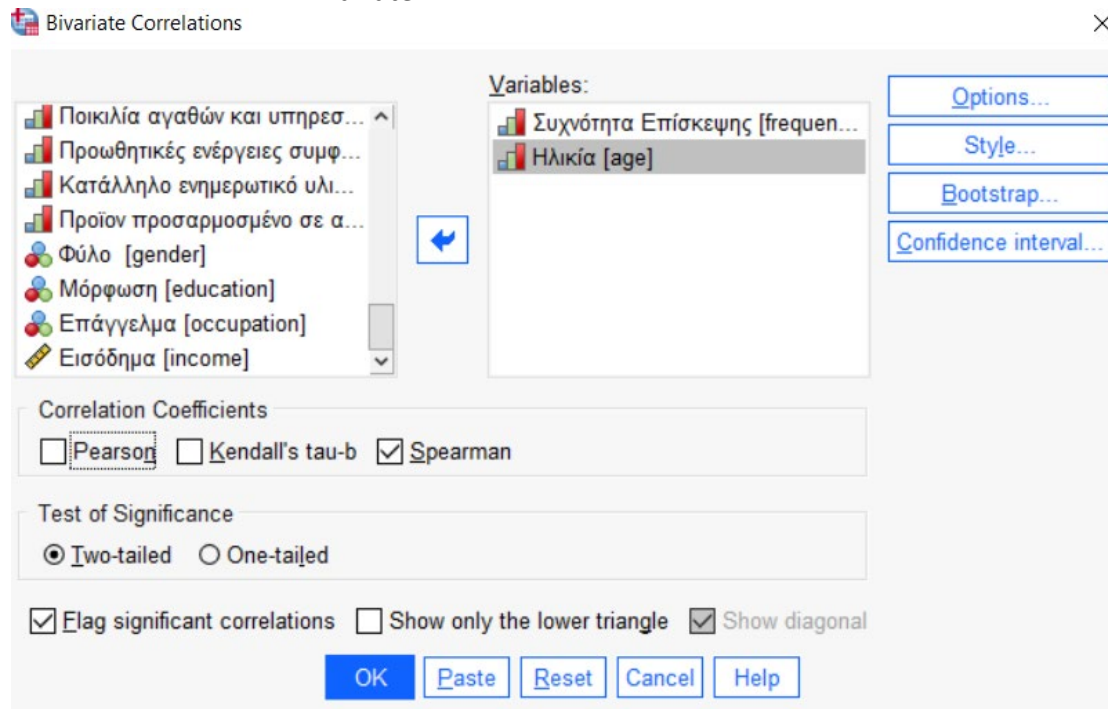 Bivariate Correlations
Variables:
Ποικιλία αγαθών και υπηρεσ...
Προωθητικές ενέργειες συμφ...
Κατάλληλο ενημερωτικό υλι...
Προϊον προσαρμοσμένο σε α...
Φύλο [gender]
Μόρφωση [education]
Επάγγελμα [occupation]
Εισόδημα [income]
Συχνότητα Επίσκεψης [frequen...
Ηλικία [age]
Options...
Style...
Bootstrap...
Confidence interval...
Correlation Coefficients
Pearson Kendall's tau-b Spearman
Test of Significance
Two-tailed One-tailed
Flag significant correlations Show only the lower triangle Show diagonal
OK Paste Reset Cancel Help